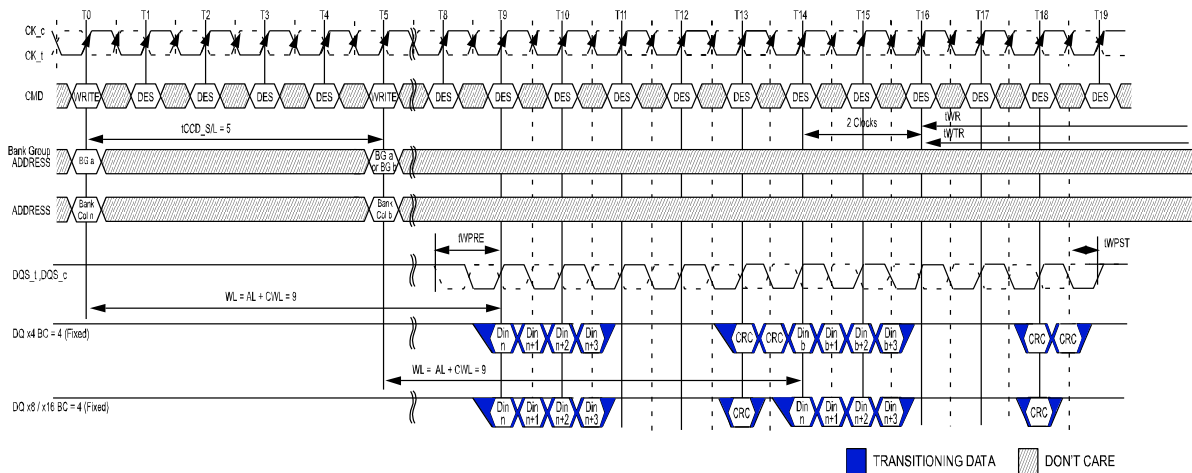 T0 T1 T2 T3 T4 T5 T8 T9 T10 T11 T12 T13 T14 T15 T16 T17 T18 T19
CK_c
CK_t
CMD WRITE DES DES DES DES WRITE DES DES DES DES DES DES DES DES DES DES DES DES
tCCD_S/L = 5
2 Clocks
tWR
tWTR
Bank Group
ADDRESS
BG a
BG a
or BG b
ADDRESS
Bank
Col n
Bank
Col b
tWPRE
tWPST
DQS_t ,DQS_c
WL = AL + CWL = 9
DQ x4 BC = 4 (Fixed)
Din
n
Din
n+1
Din
n+2
Din
n+3
CRC
CRC
Din
b
Din
b+1
Din
b+2
Din
b+3
CRC
CRC
WL = AL + CWL = 9
DQ x8 / x16 BC = 4 (Fixed)
Din
n
Din
n+1
Din
n+2
Din
n+3
CRC
Din
n
Din
n+1
Din
n+2
Din
n+3
CRC
TRANSITIONING DATA
DON'T CARE